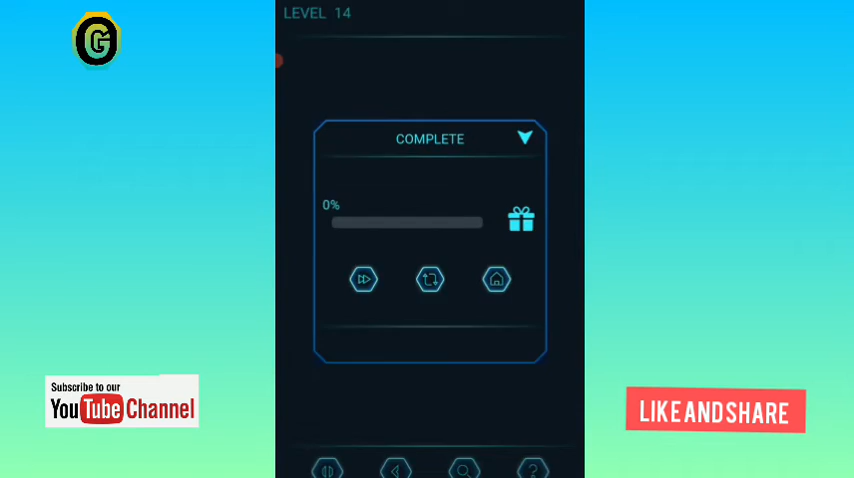 LEVEL 14
G
COMPLETE
0%
?
Subscribe to our
YouTube Channel
LIKE AND SHARE